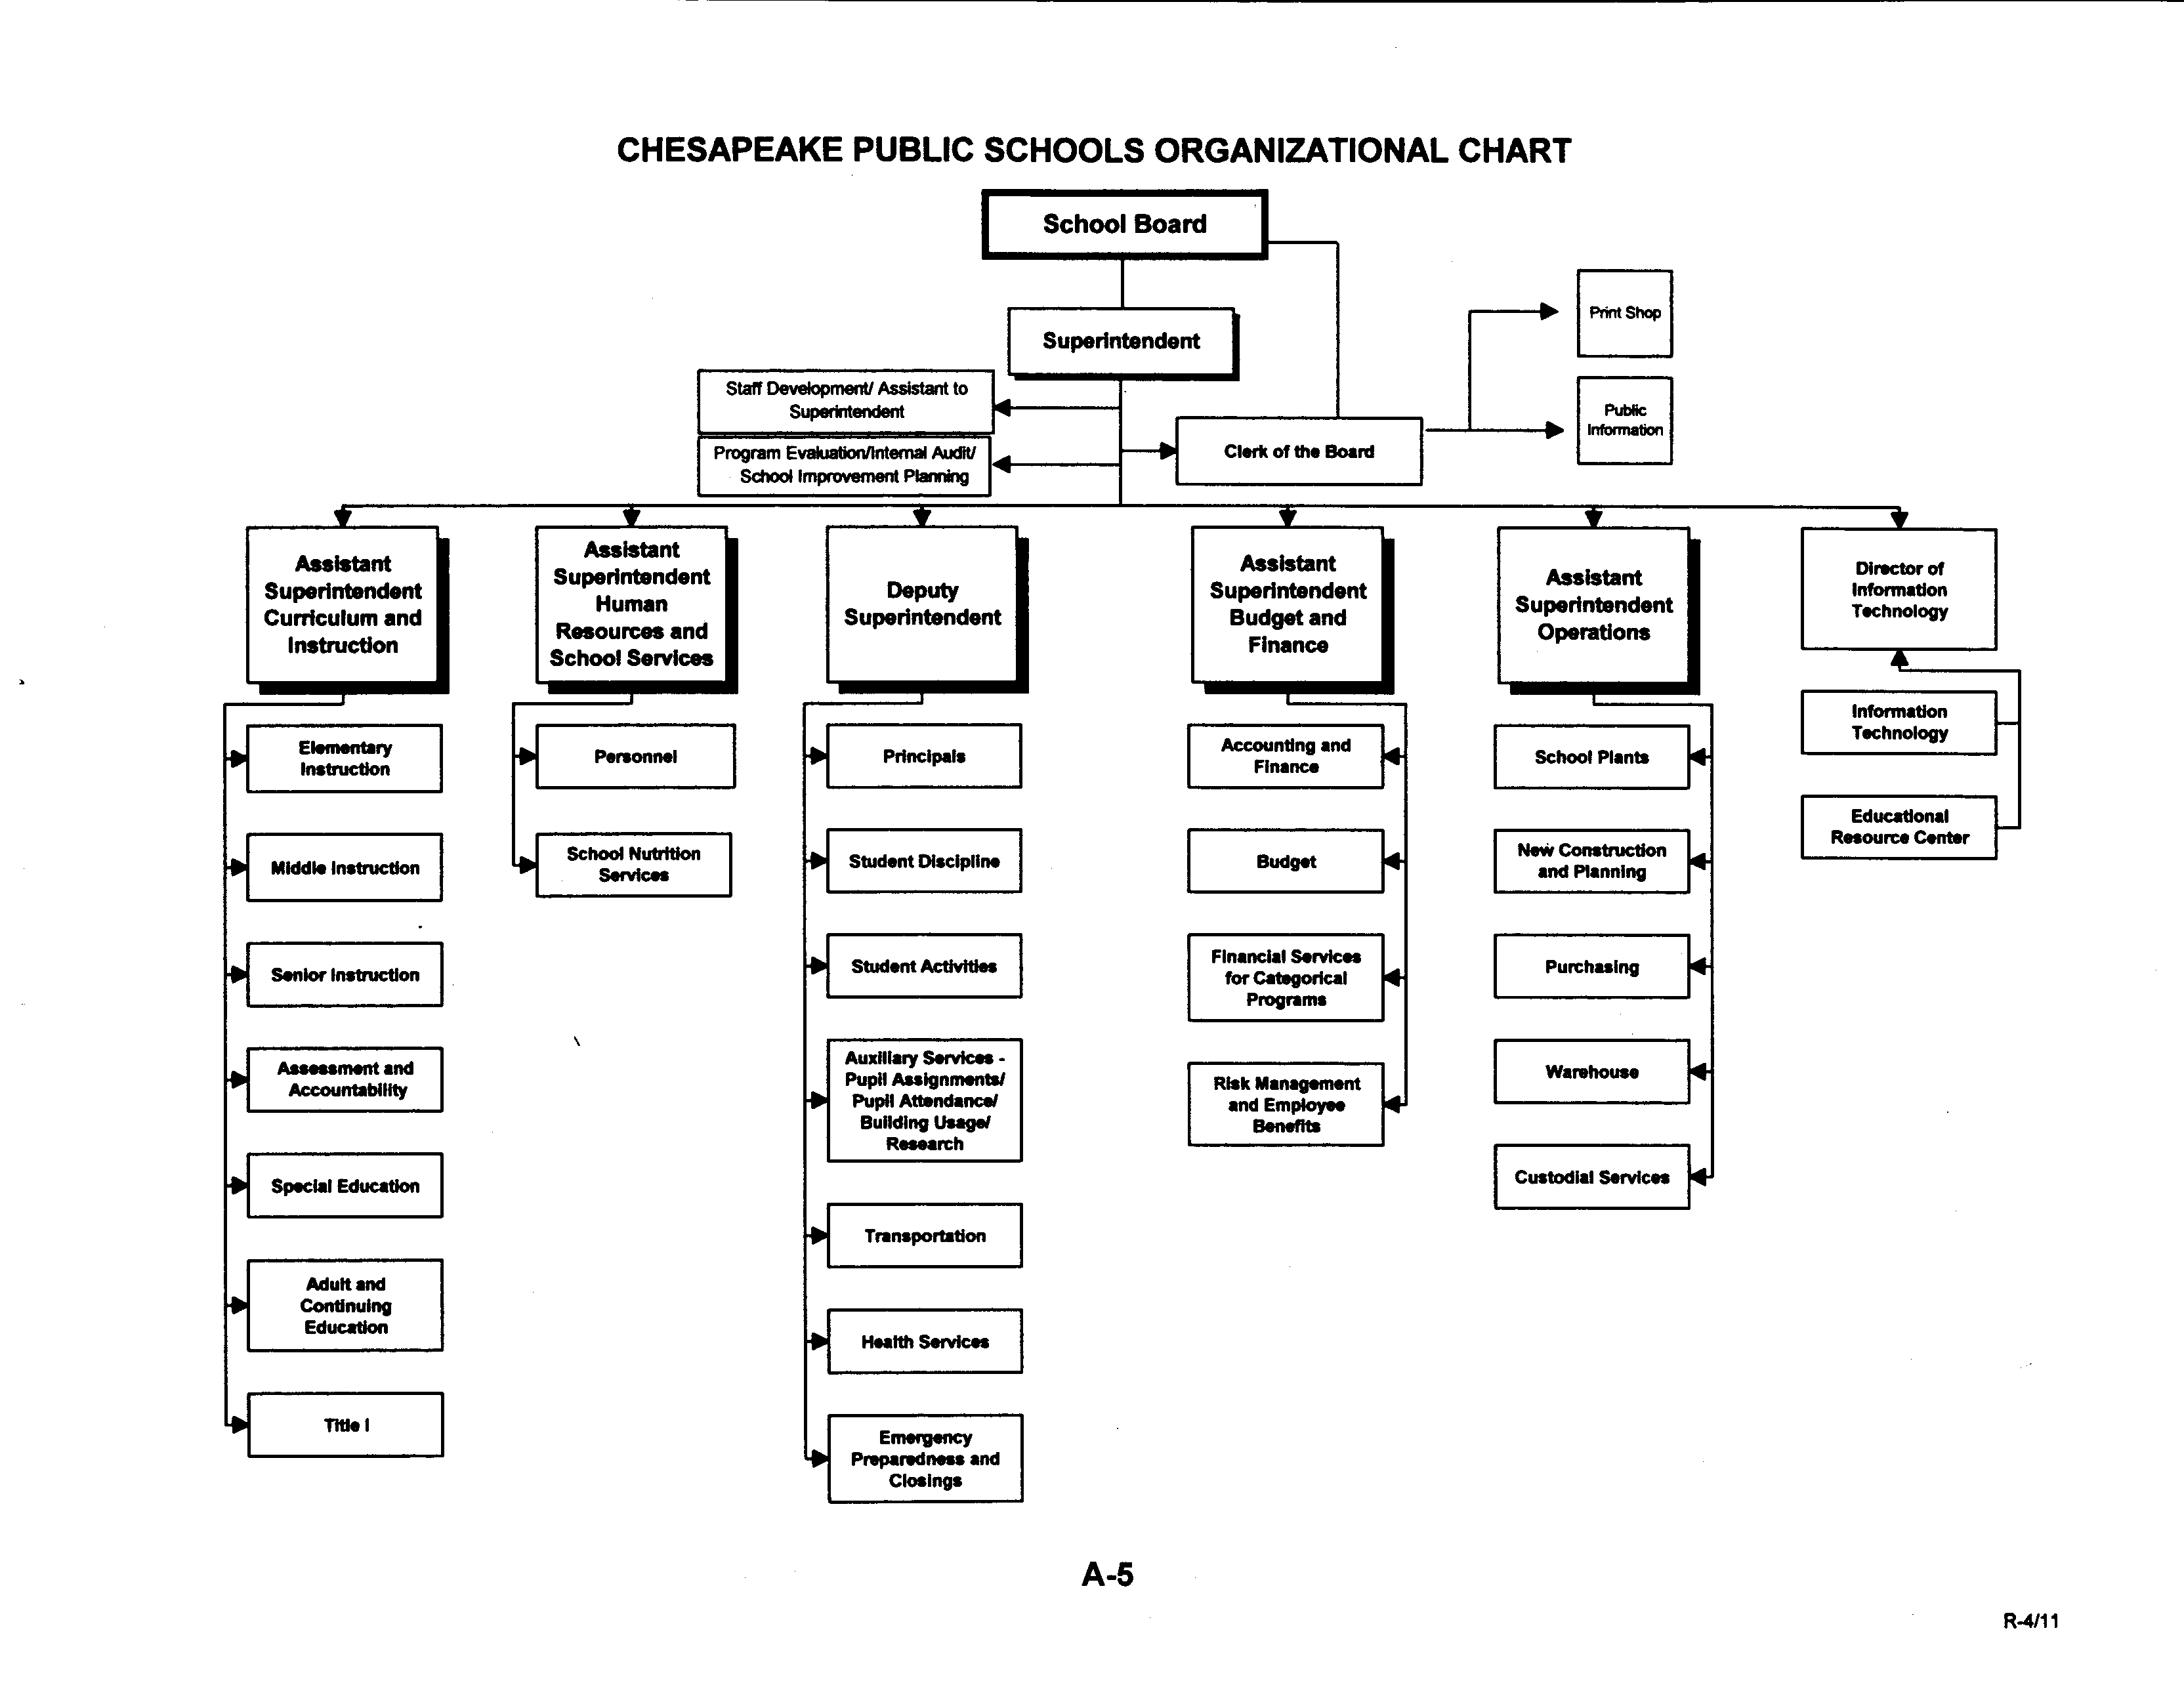 CHESAPEAKE PUBLIC SCHOOLS ORGANIZATIONAL CHART
School Board
Print Shop
Superintendent
Staff Development/ Assistant to
Superintendent
Public
Information
Program Evaluation/Internal Audit/
School Improvement Planning
Clerk of the Board
Assistant
Superintendent
Curriculum and
Instruction
Assistant
Superintendent
Human
Resources and
School Services
Deputy
Superintendent
Assistant
Superintendent
Budget and
Finance
Assistant
Superintendent
Operations
Director of
Information
Technology
Elementary
Instruction
Middle Instruction
Senior Instruction
Assessment and
Accountability
Special Education
Adult and
Continuing
Education
Title I
Personnel
School Nutrition
Services
Principals
Student Discipline
Student Activities
Auxiliary Services -
Pupil Assignments/
Pupil Attendance/
Building Usage/
Research
Transportation
Health Services
Emergency
Preparedness and
Closings
Accounting and
Finance
Budget
Financial Services
for Categorical
Programs
Risk Management
and Employee
Benefits
School Plants
New Construction
and Planning
Purchasing
Warehouse
Custodial Services
Information
Technology
Educational
Resource Center
A-5
R-4/11